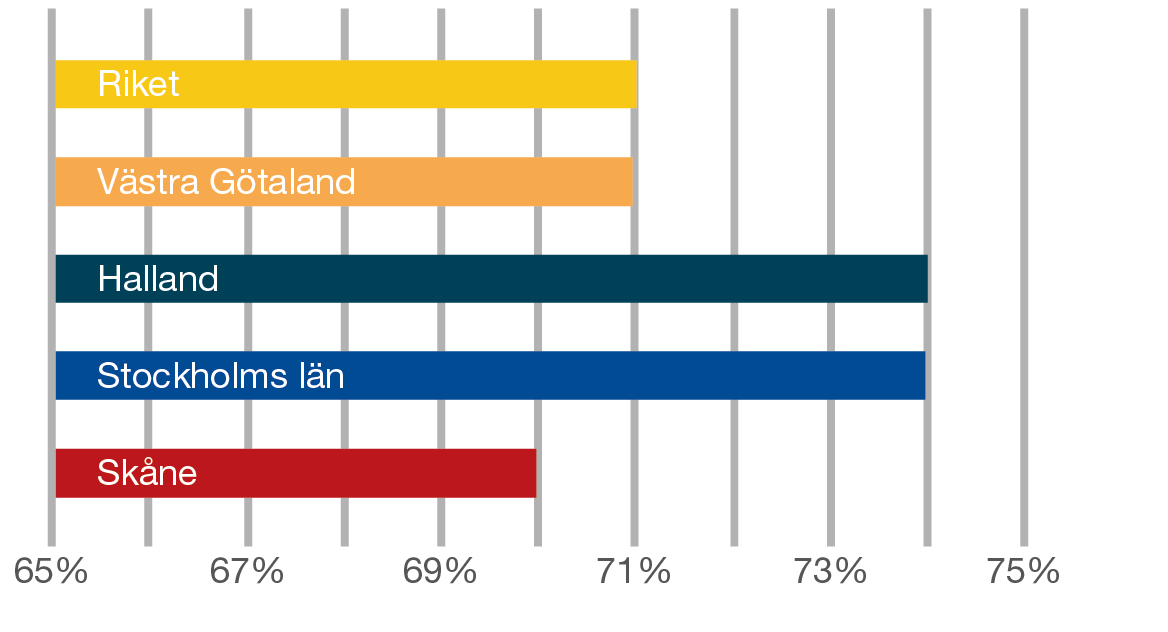 Riket
Västra Götaland
Halland
Stockholms län
Skåne
65% 67% 69% 71% 73% 75%